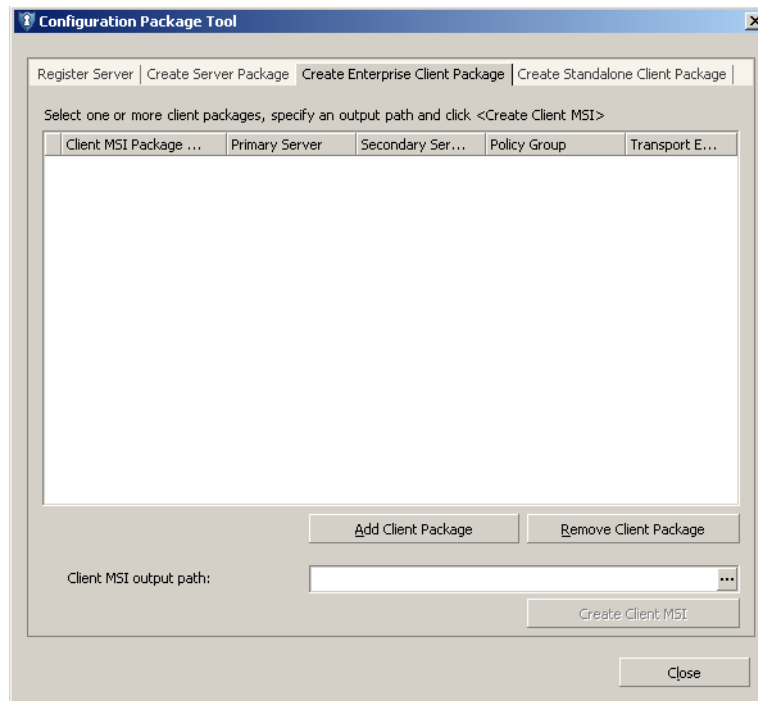 Configuration Package Tool
Register Server
Create Server Package
Create Enterprise Client Package
Create Standalone Client Package
Select one or more client packages, specify an output path and click <Create Client MSI>
Client MSI Package ...
Primary Server
Secondary Ser...
Policy Group
Transport E...
Add Client Package
Remove Client Package
Client MSI output path:
...
Create Client MSI
Close